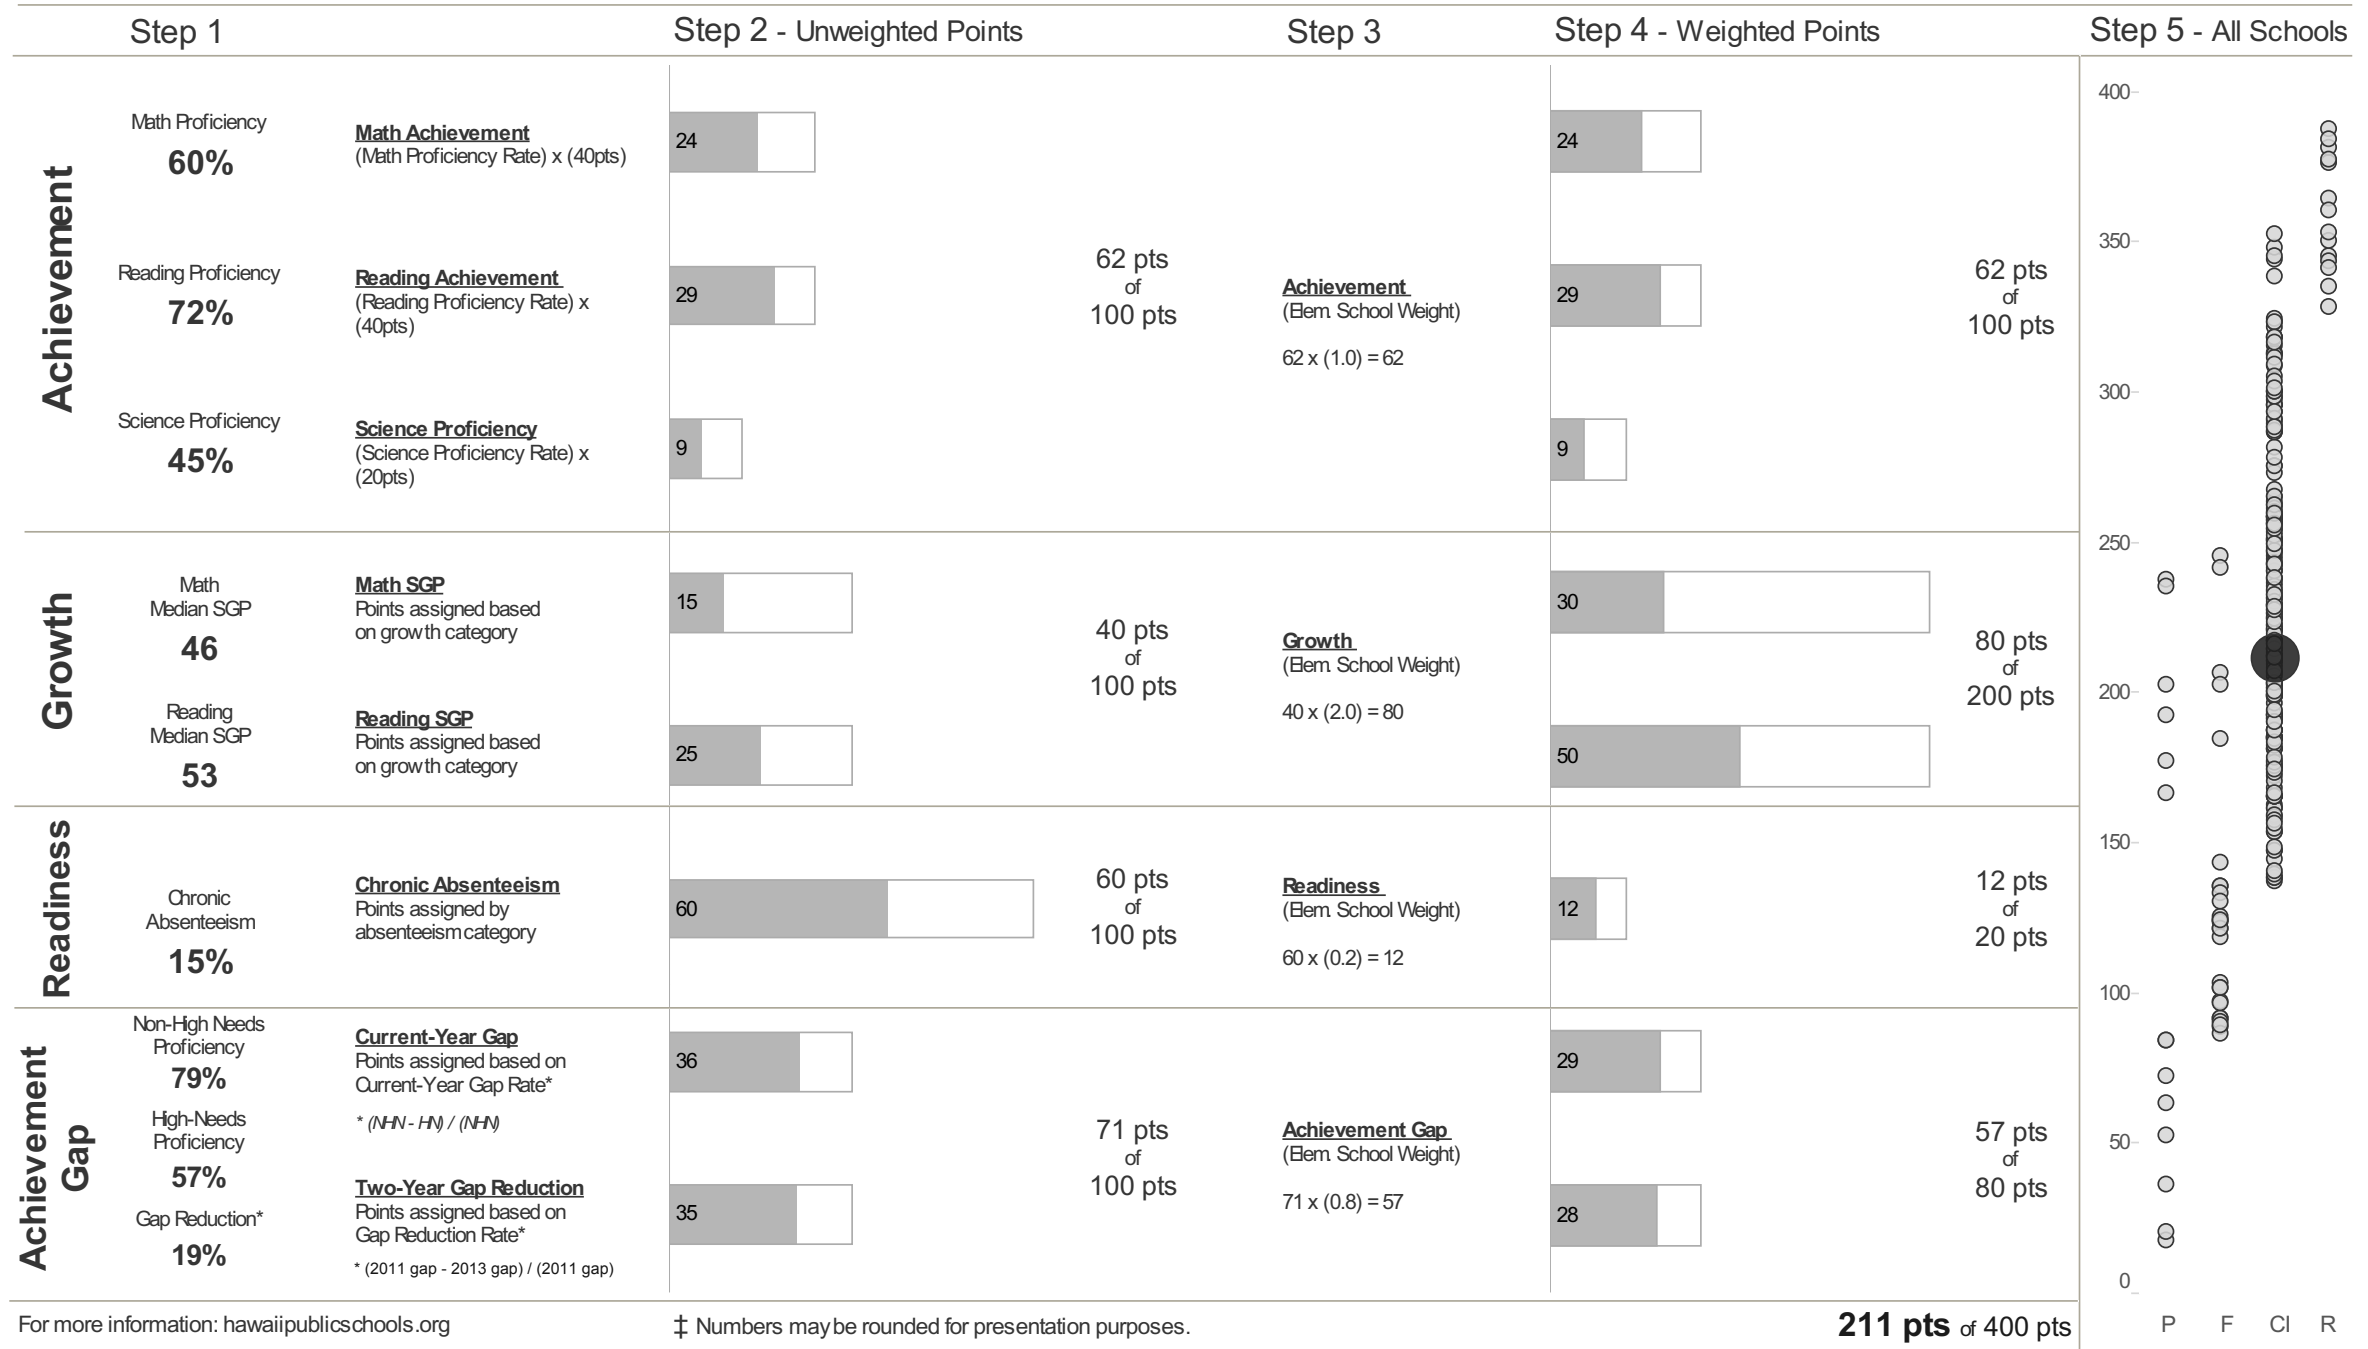 Step 1
Step 2 - Unweighted Points
Step 3
Step 4 - Weighted Points
Step 5 - All Schools
Achievement
Math Proficiency
60%
Math Achievement
(Math Proficiency Rate) x (40pts)
24
24
Reading Proficiency
72%
Reading Achievement
(Reading Proficiency Rate) x
(40pts)
29
62 pts
of
100 pts
Achievement
(Elem. School Weight)
62 x (1.0) = 62
29
62 pts
of
100 pts
Science Proficiency
45%
Science Proficiency
(Science Proficiency Rate) x
(20pts)
9
9
Growth
Math
Median SGP
46
Math SGP
Points assigned based
on growth category
15
40 pts
of
100 pts
Growth
(Elem. School Weight)
40 x (2.0) = 80
30
80 pts
of
200 pts
Reading
Median SGP
53
Reading SGP
Points assigned based
on growth category
25
50
Readiness
Chronic
Absenteeism
15%
Chronic Absenteeism
Points assigned by
absenteeism category
60
60 pts
of
100 pts
Readiness
(Elem. School Weight)
60 x (0.2) = 12
12
12 pts
of
20 pts
Achievement
Gap
Non-High Needs
Proficiency
79%
High-Needs
Proficiency
57%
Gap Reduction*
19%
Current-Year Gap
Points assigned based on
Current-Year Gap Rate*
* (NHN - HN) / (NHN)
Two-Year Gap Reduction
Points assigned based on
Gap Reduction Rate*
* (2011 gap - 2013 gap) / (2011 gap)
36
35
71 pts
of
100 pts
Achievement Gap
(Elem. School Weight)
71 x (0.8) = 57
29
28
57 pts
of
80 pts
400
350
300
250
200
150
100
50
0
P F CI R
For more information: hawaiipublicschools.org
‡ Numbers may be rounded for presentation purposes.
211 pts of 400 pts